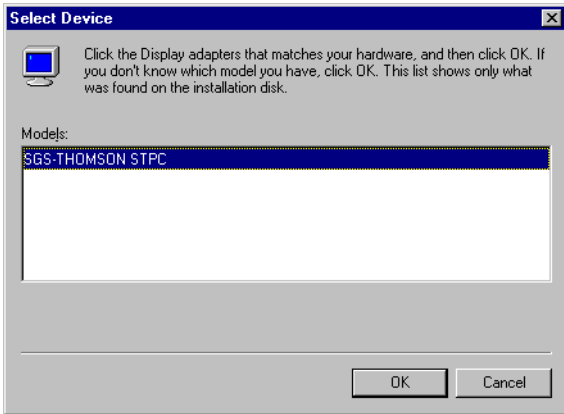 Select Device
Click the Display adapters that matches your hardware, and then click OK. If
you don't know which model you have, click OK. This list shows only what
was found on the installation disk.
Models:
SGS-THOMSON STPC
OK
Cancel